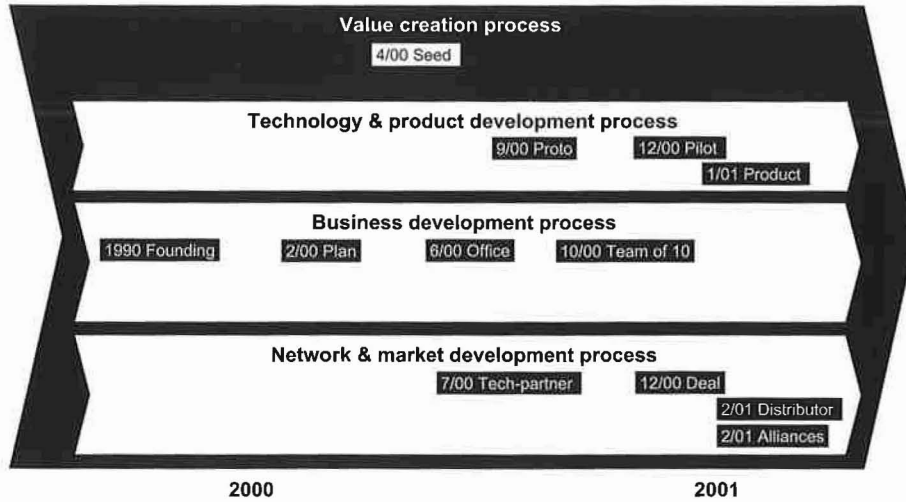 Value creation process
4/00 Seed
Technology & product development process
9/00 Proto
12/00 Pilot
1/01 Product
Business development process
1990 Founding
2/00 Plan
6/00 Office
10/00 Team of 10
Network & market development process
7/00 Tech-partner
12/00 Deal
2/01 Distributor
2/01 Alliances
2000
2001